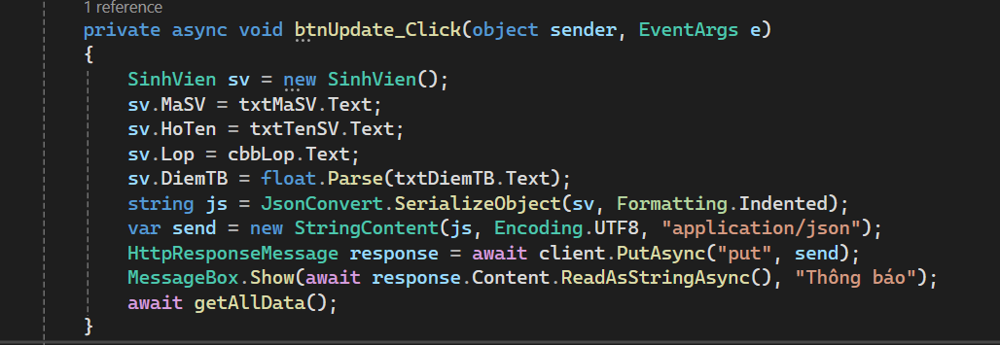 1 reference
private async void btnUpdate_Click(object sender, EventArgs e)
{
SinhVien sv = new SinhVien();
sv.MaSV = txtMaSV.Text;
sv.HoTen = txtTenSV.Text;
sv.Lop = cbbLop.Text;
sv.DiemTB = float.Parse(txtDiemTB.Text);
string js = JsonConvert.SerializeObject(sv, Formatting.Indented);
var send = new StringContent(js, Encoding.UTF8, "application/json");
HttpResponseMessage response = await client.PutAsync("put", send);
MessageBox.Show(await response.Content.ReadAsStringAsync(), "Thông báo");
await getAllData();
}